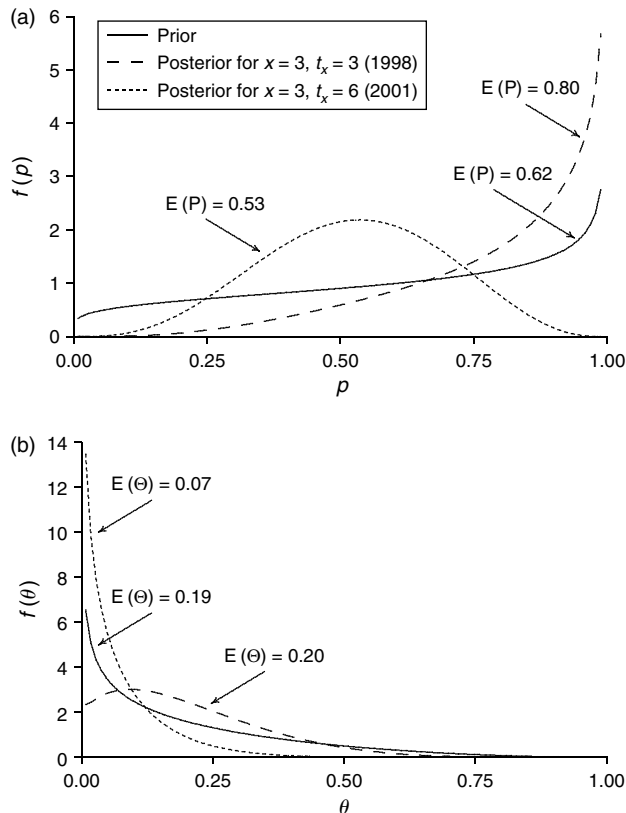 (a)
6
5
4
3
2
1
0
f(p)
Prior
Posterior for x = 3, tₓ = 3 (1998)
Posterior for x = 3, tₓ = 6 (2001)
E (P) = 0.80
E (P) = 0.62
E (P) = 0.53
0.00 0.25 0.50 0.75 1.00
p
(b)
14
12
10
8
6
4
2
0
f(θ)
E (Θ) = 0.07
E (Θ) = 0.19
E (Θ) = 0.20
0.00 0.25 0.50 0.75 1.00
θ